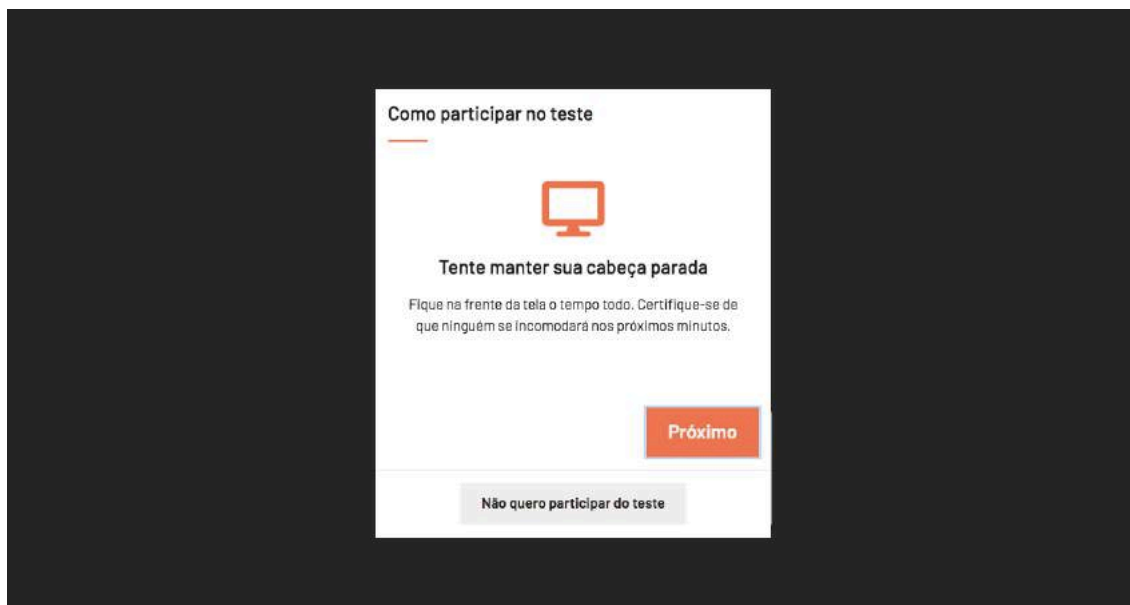 Como participar no teste
Tente manter sua cabeça parada
Fique na frente da tela o tempo todo. Certifique-se de
que ninguém se incomodará nos próximos minutos.
Próximo
Não quero participar do teste